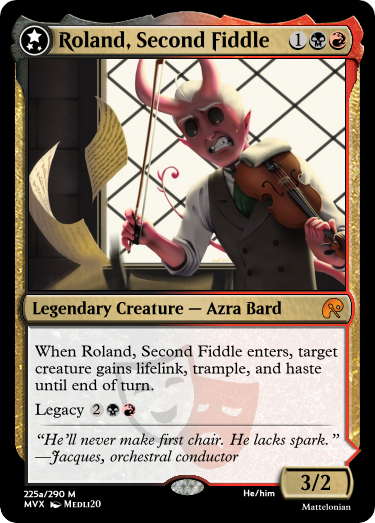 Roland, Second Fiddle 1
Legendary Creature — Azra Bard
When Roland, Second Fiddle enters, target
creature gains lifelink, trample, and haste
until end of turn.
Legacy 2
“He’ll never make first chair. He lacks spark.”
—Jacques, orchestral conductor
3/2
225a/290 M
He/him
MVX Medli20
Mattelonian